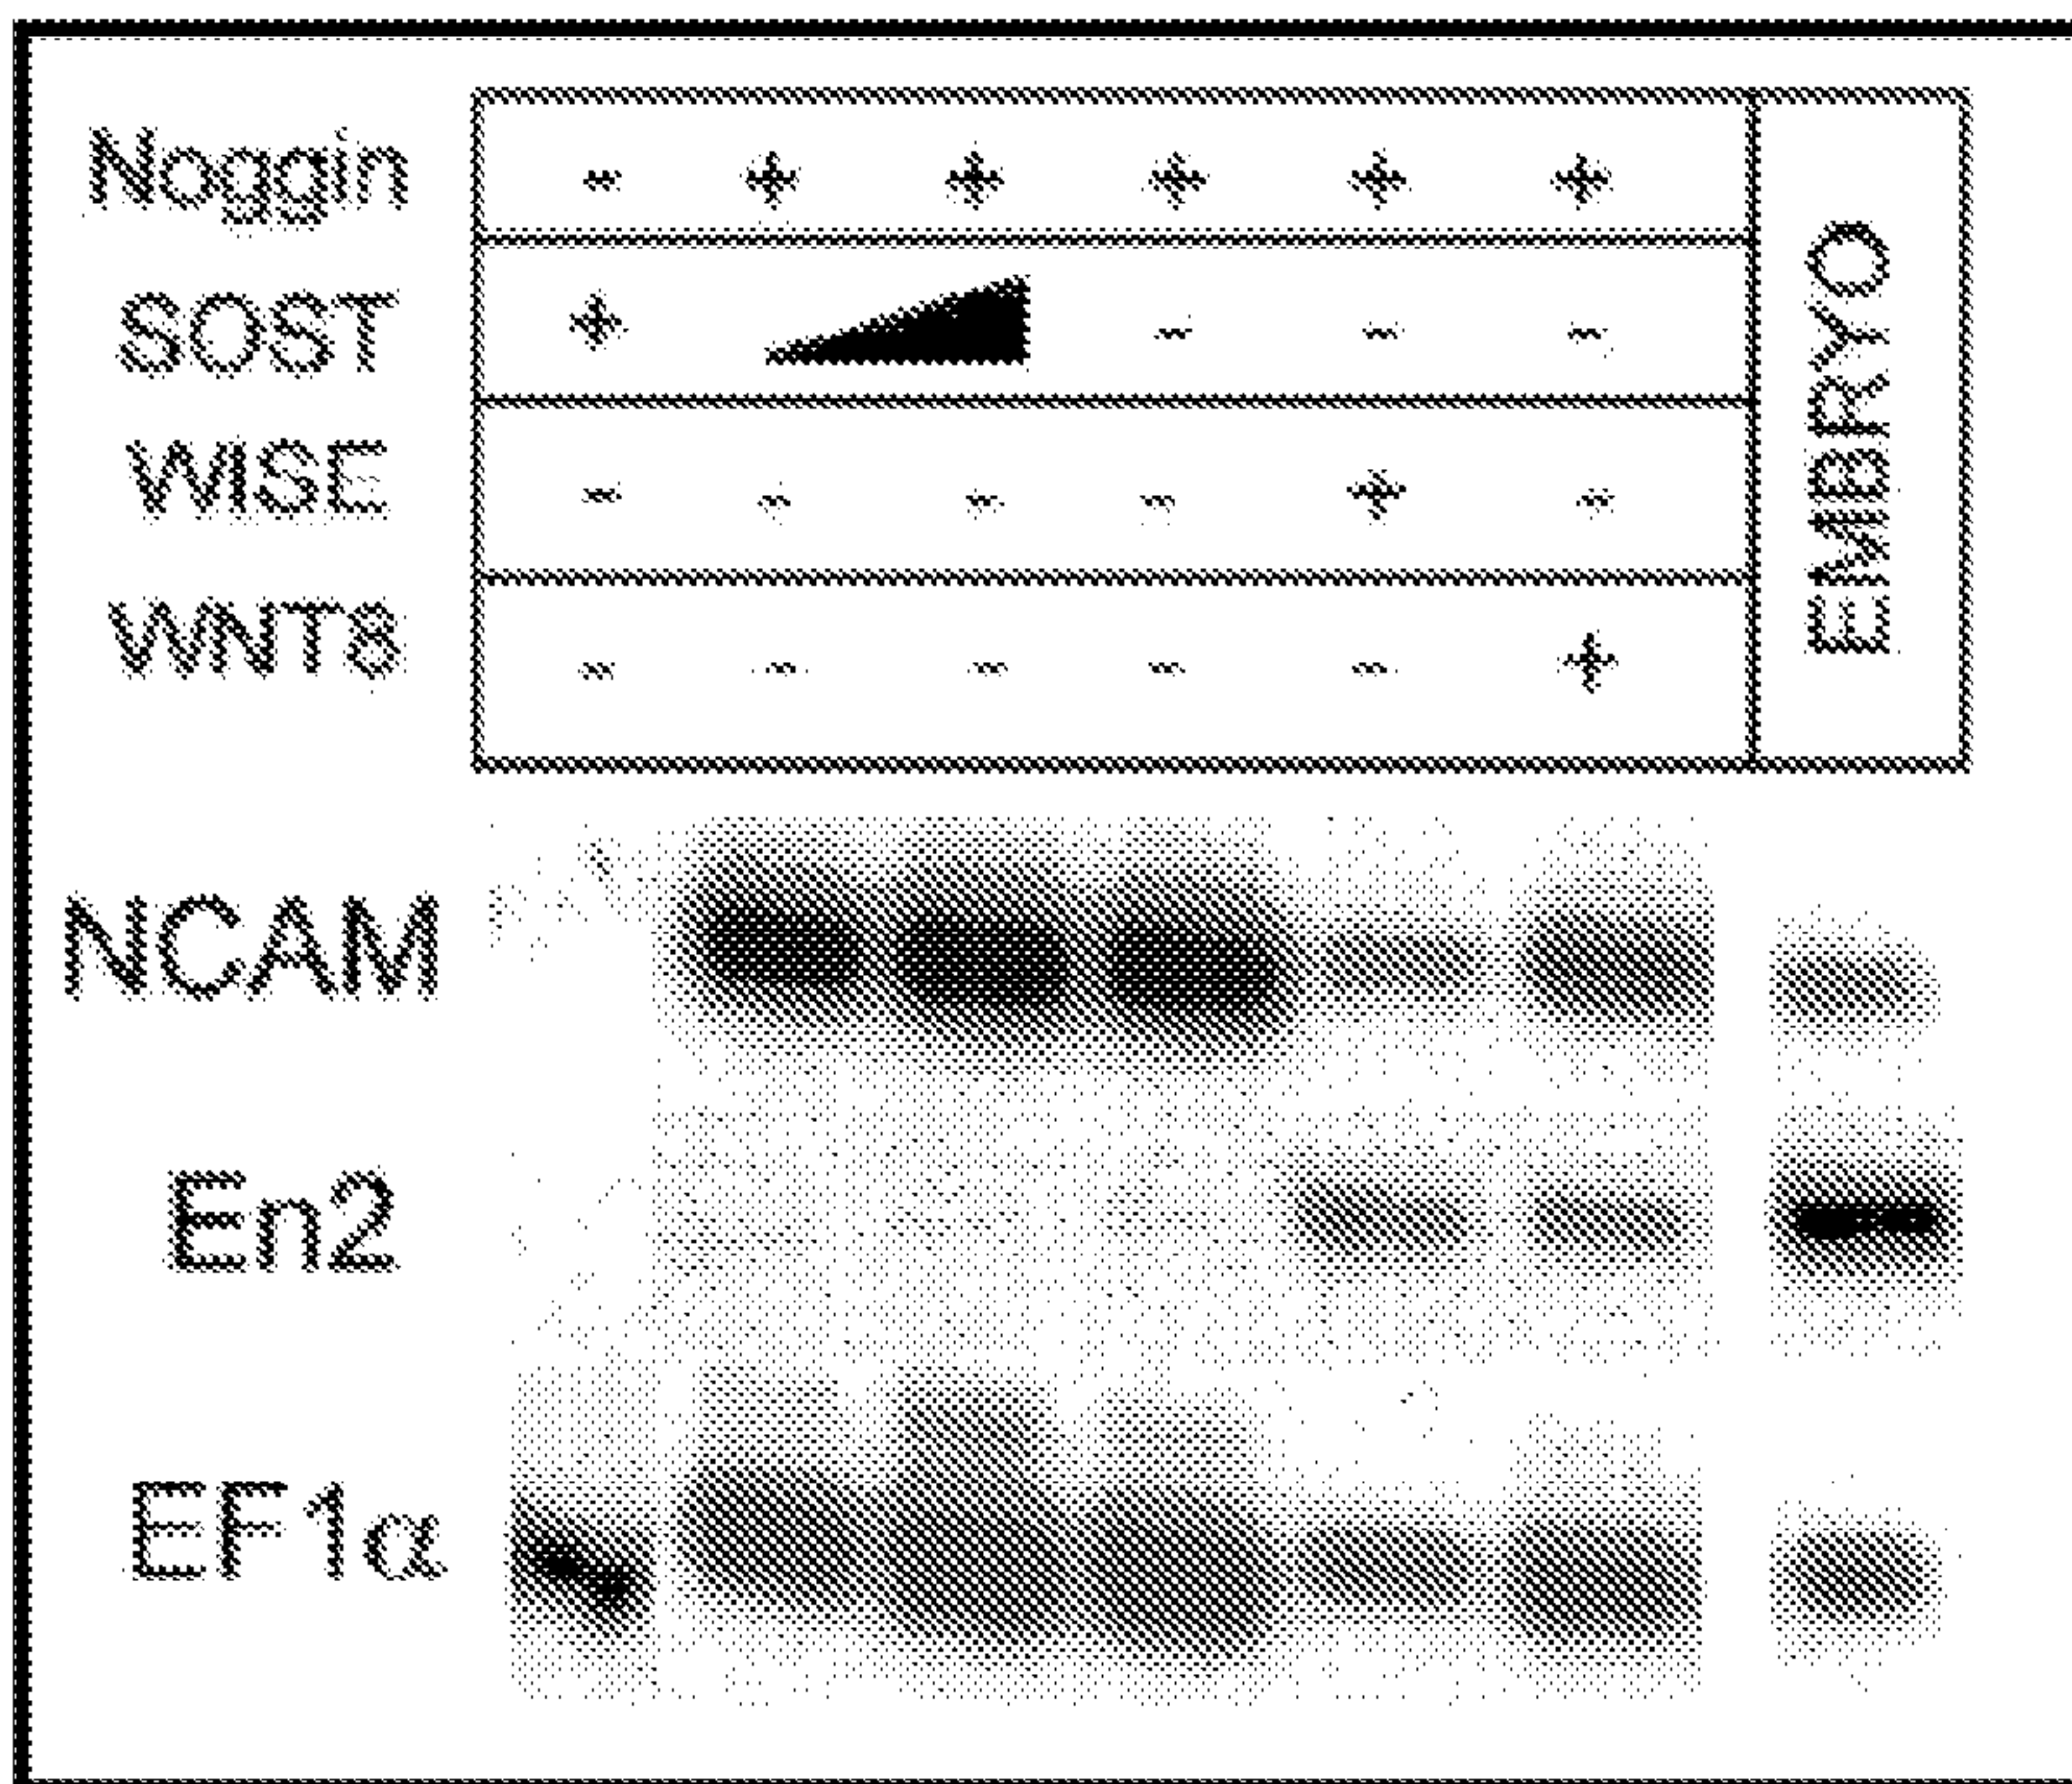 Noggin - + + + + +
SOST + - - -
WISE - - - - + -
WNT8 - - - - - +
EMBRYO
NCAM
En2
EF1α